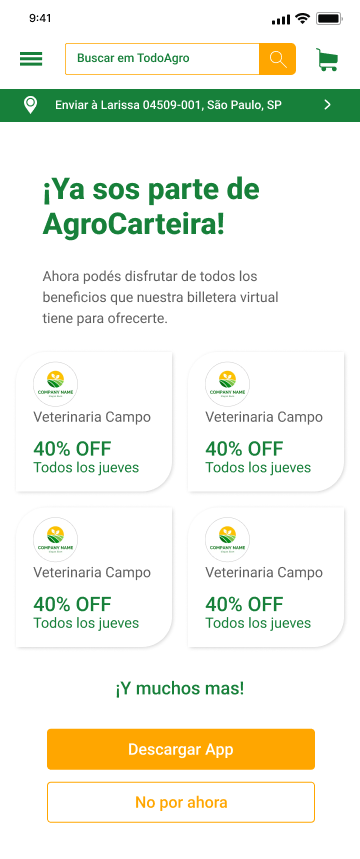 9:41
Buscar em TodoAgro
Enviar à Larissa 04509-001, São Paulo, SP
¡Ya sos parte de
AgroCarteira!
Ahora podés disfrutar de todos los
beneficios que nuestra billetera virtual
tiene para ofrecerte.
COMPANY NAME
Veterinaria Campo
40% OFF
Todos los jueves
COMPANY NAME
Veterinaria Campo
40% OFF
Todos los jueves
COMPANY NAME
Veterinaria Campo
40% OFF
Todos los jueves
COMPANY NAME
Veterinaria Campo
40% OFF
Todos los jueves
¡Y muchos mas!
Descargar App
No por ahora